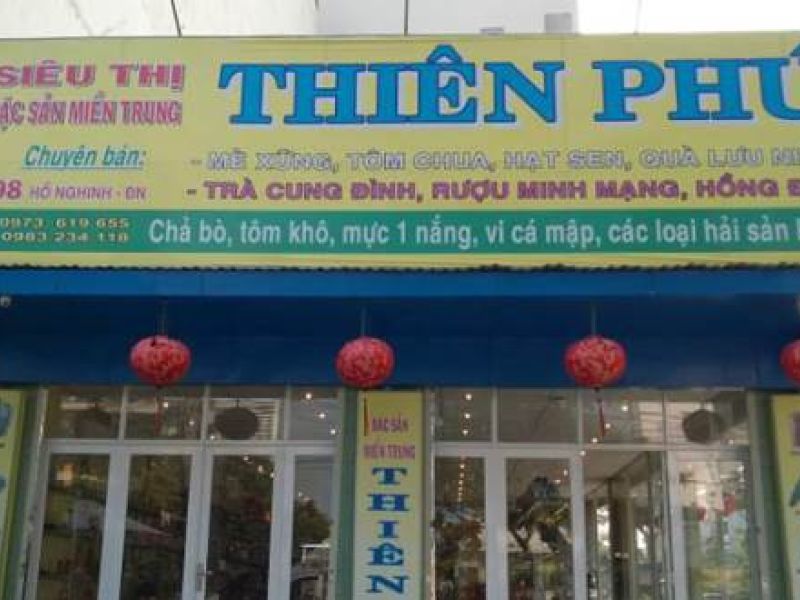 SIÊU THỊ
ẶC SẢN MIỀN TRUNG
THIÊN PHÚ
Chuyên bán:
- MÈ XỬNG, TÔM CHUA, HẠT SEN, QUÀ LƯU N
98 HỒ NGHINH - ĐN
- TRÀ CUNG ĐÌNH, RƯỢU MINH MẠNG, HỒNG
0973 619 655
0983 234 118
Chả bò, tôm khô, mực 1 nắng, vi cá mập, các loại hải sản
ĐẶC SẢN
MIỀN TRUNG
THIÊN